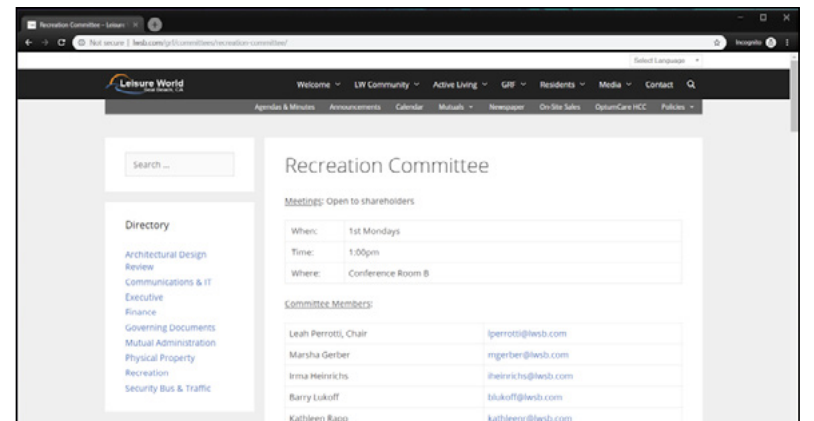 Recreation Committee - Leisure
Not secure | lwsb.com/grf/committees/recreation-committee/
Incognito
Select Language
Leisure World
Seal Beach, CA
Welcome LW Community Active Living GRF Residents Media Contact
Agendas & Minutes Announcements Calendar Mutuals Newspaper On-Site Sales OptumCare HCC Policies
Search ...
Recreation Committee
Meetings: Open to shareholders
When: 1st Mondays
Time: 1:00pm
Where: Conference Room B
Committee Members:
Leah Perrotti, Chair lperrotti@lwsb.com
Marsha Gerber mgerber@lwsb.com
Irma Heinrichs iheinrichs@lwsb.com
Barry Lukoff blukoff@lwsb.com
Kathleen Rapp kathleenr@lwsb.com
Directory
Architectural Design
Review
Communications & IT
Executive
Finance
Governing Documents
Mutual Administration
Physical Property
Recreation
Security Bus & Traffic